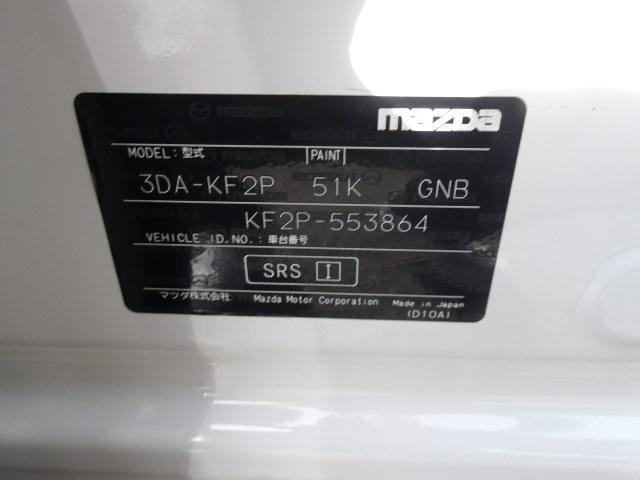 mazda
MODEL:型式 PAINT
3DA-KF2P 51K GNB
KF2P-553864
VEHICLE ID.NO.:車台番号
SRS I
マツダ株式会社 Mazda Motor Corporation Made in Japan
(D10A)